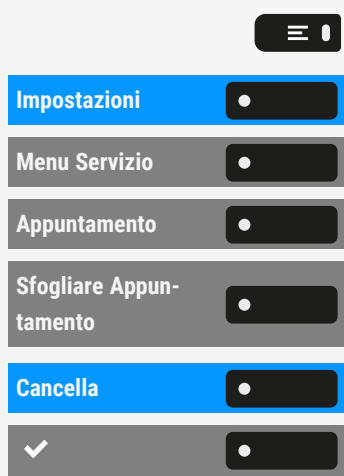 Impostazioni
Menu Servizio
Appuntamento
Sfogliare Appun-
tamento
Cancella